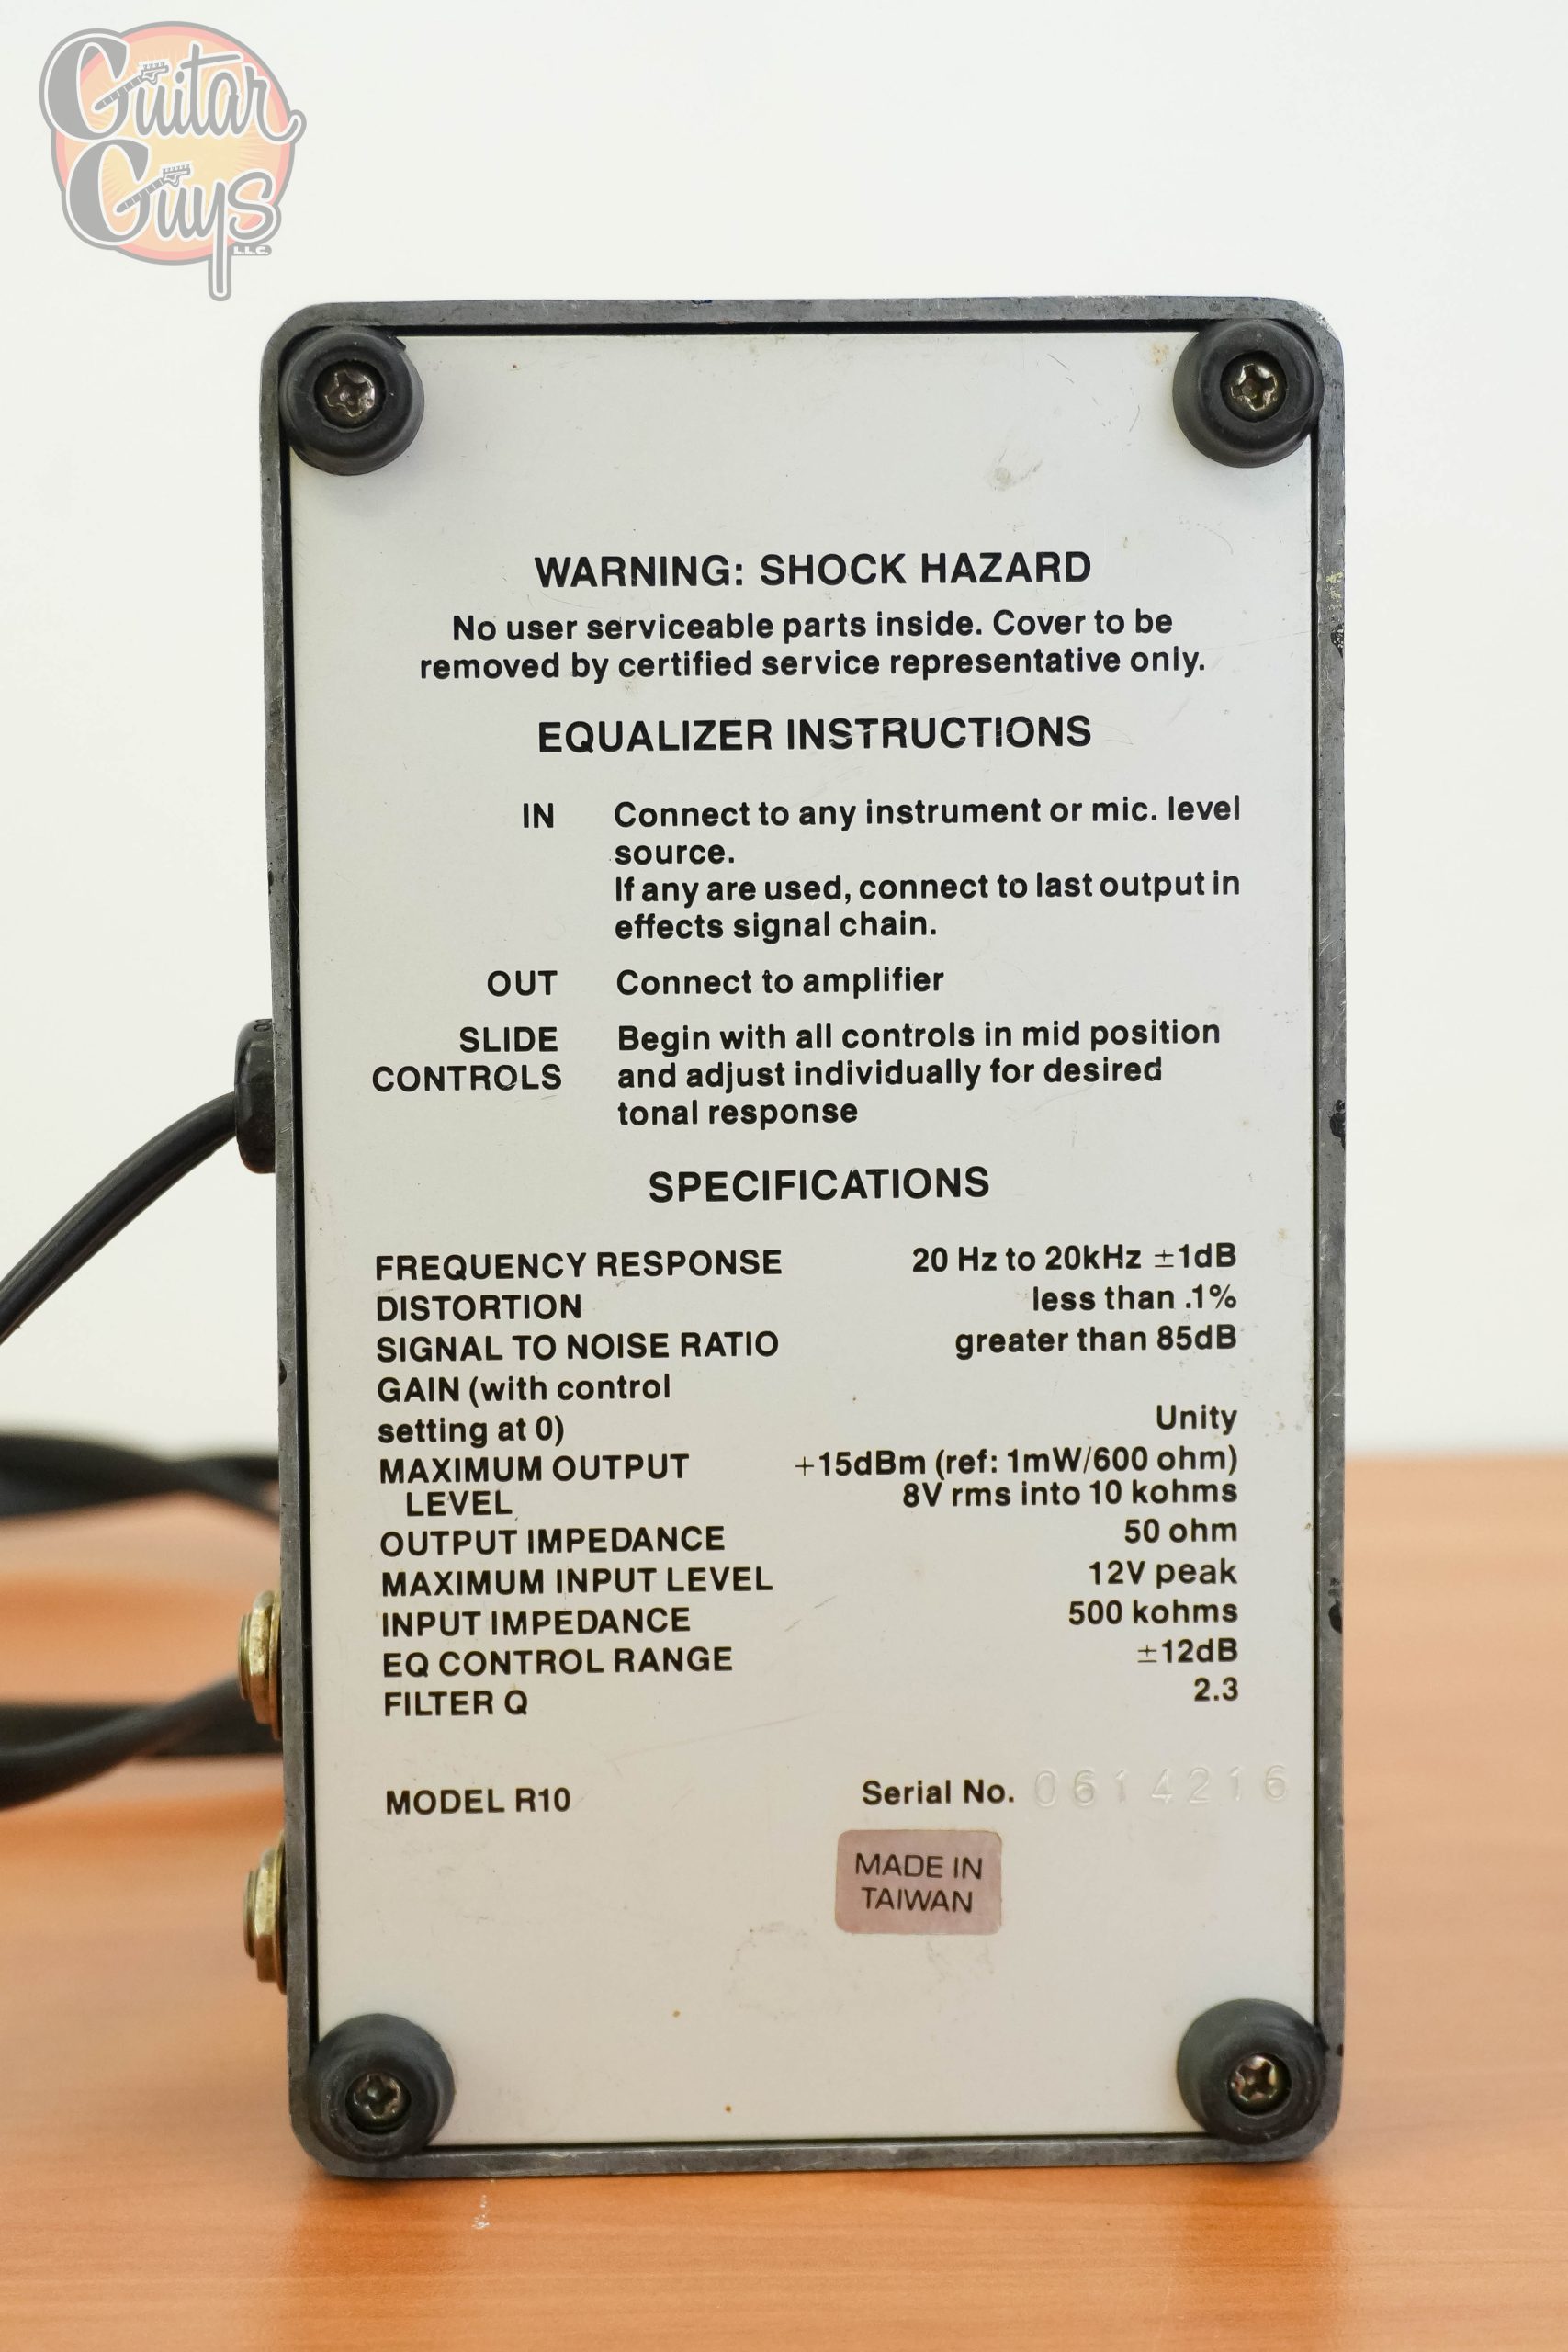 Guitar
Guys
LLC.
WARNING: SHOCK HAZARD
No user serviceable parts inside. Cover to be
removed by certified service representative only.
EQUALIZER INSTRUCTIONS
IN Connect to any instrument or mic. level
source.
If any are used, connect to last output in
effects signal chain.
OUT Connect to amplifier
SLIDE Begin with all controls in mid position
CONTROLS and adjust individually for desired
tonal response
SPECIFICATIONS
FREQUENCY RESPONSE 20 Hz to 20kHz ±1dB
DISTORTION less than .1%
SIGNAL TO NOISE RATIO greater than 85dB
GAIN (with control
setting at 0) Unity
MAXIMUM OUTPUT +15dBm (ref: 1mW/600 ohm)
LEVEL 8V rms into 10 kohms
OUTPUT IMPEDANCE 50 ohm
MAXIMUM INPUT LEVEL 12V peak
INPUT IMPEDANCE 500 kohms
EQ CONTROL RANGE ±12dB
FILTER Q 2.3
MODEL R10 Serial No. 0614216
MADE IN
TAIWAN